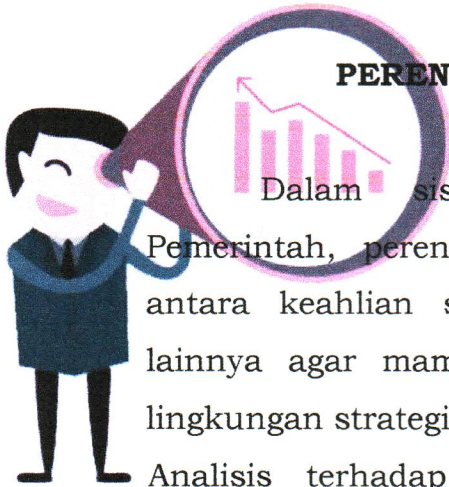 PEREN
Dalam sis
Pemerintah, peren
antara keahlian s
lainnya agar mam
lingkungan strategi
Analisis terhadap